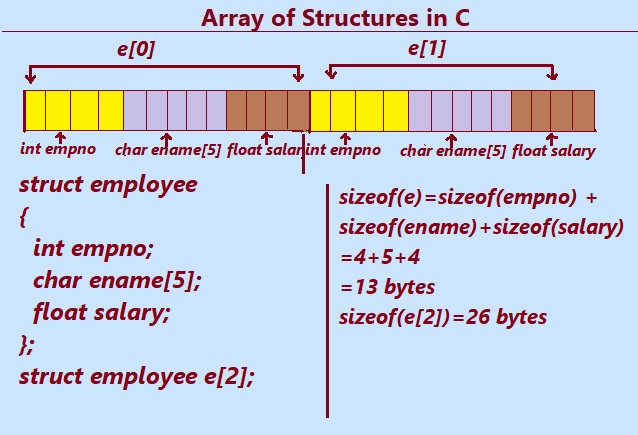 Array of Structures in C
e[0] e[1]
int empno char ename[5] float salary int empno char ename[5] float salary
struct employee
{
int empno;
char ename[5];
float salary;
};
struct employee e[2];
sizeof(e)=sizeof(empno) +
sizeof(ename)+sizeof(salary)
=4+5+4
=13 bytes
sizeof(e[2])=26 bytes